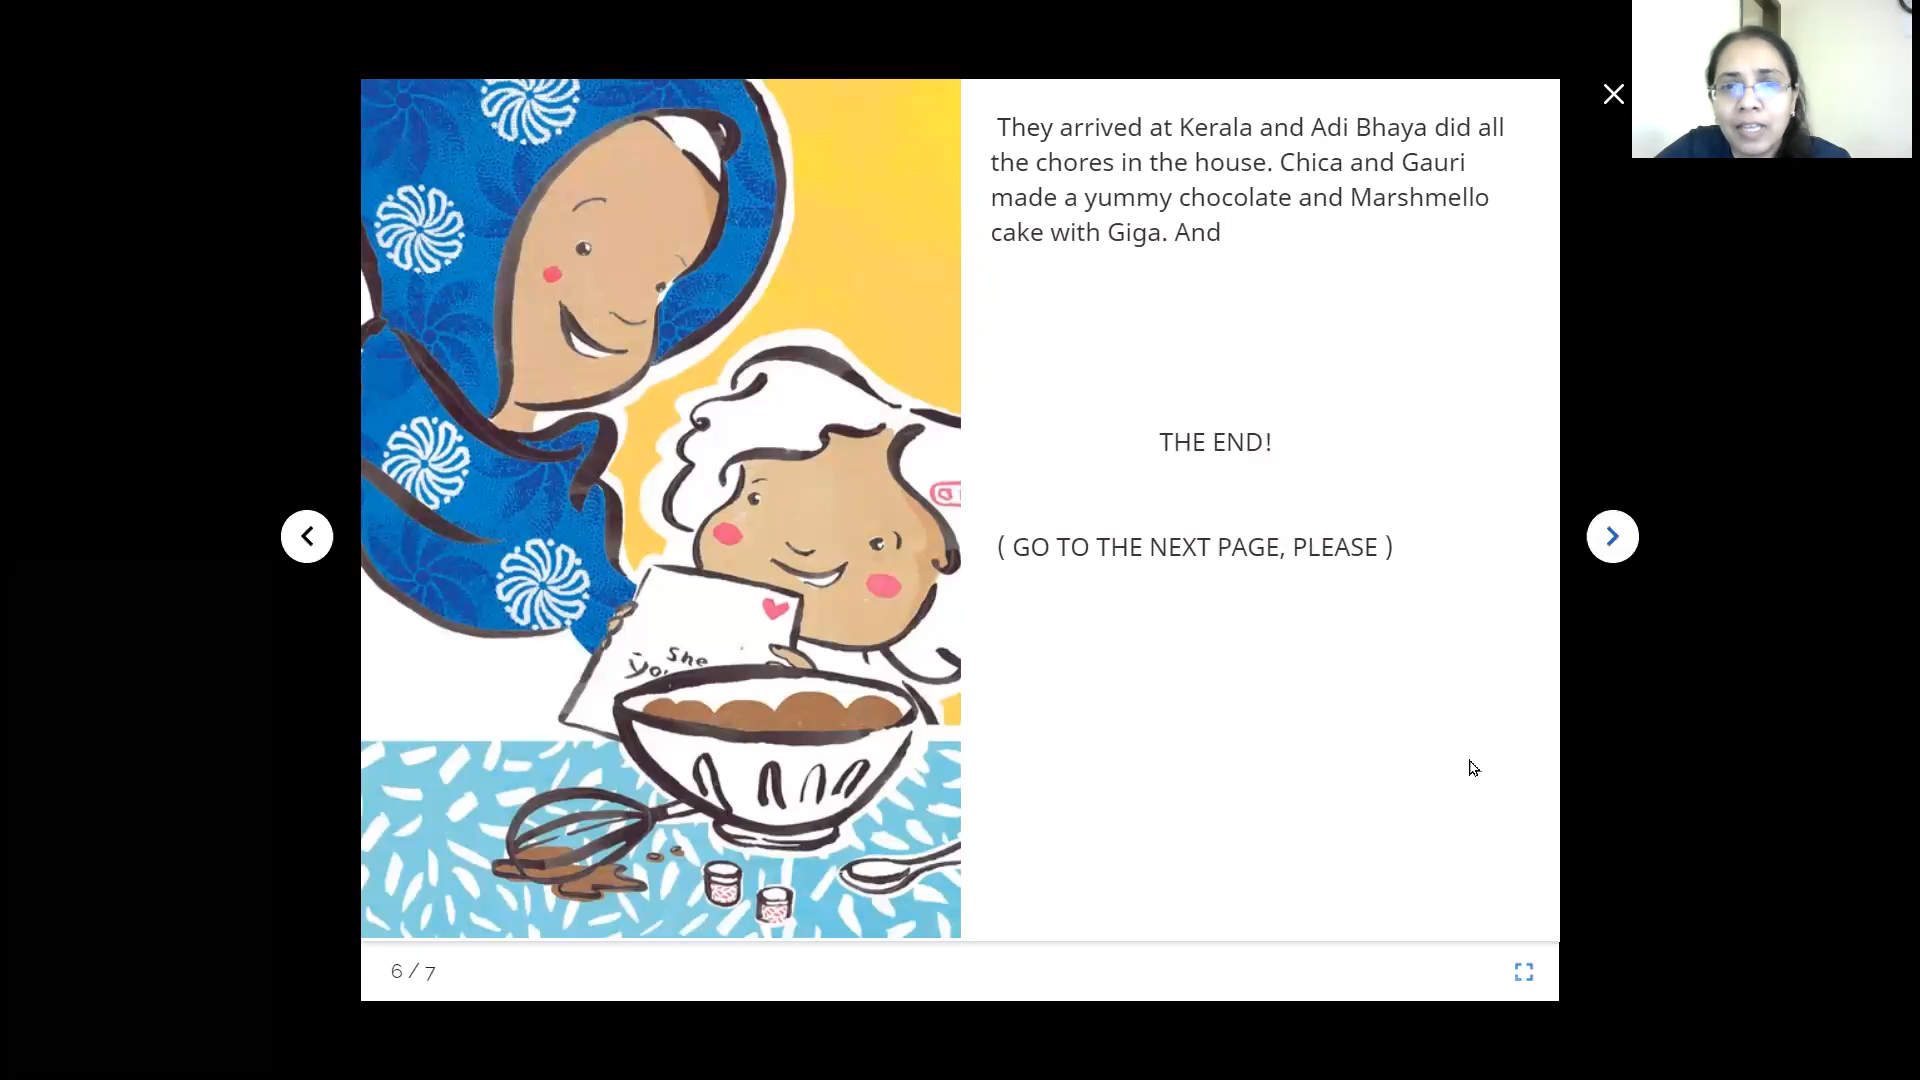 They arrived at Kerala and Adi Bhaya did all
the chores in the house. Chica and Gauri
made a yummy chocolate and Marshmello
cake with Giga. And
THE END!
( GO TO THE NEXT PAGE, PLEASE )
She
6 / 7